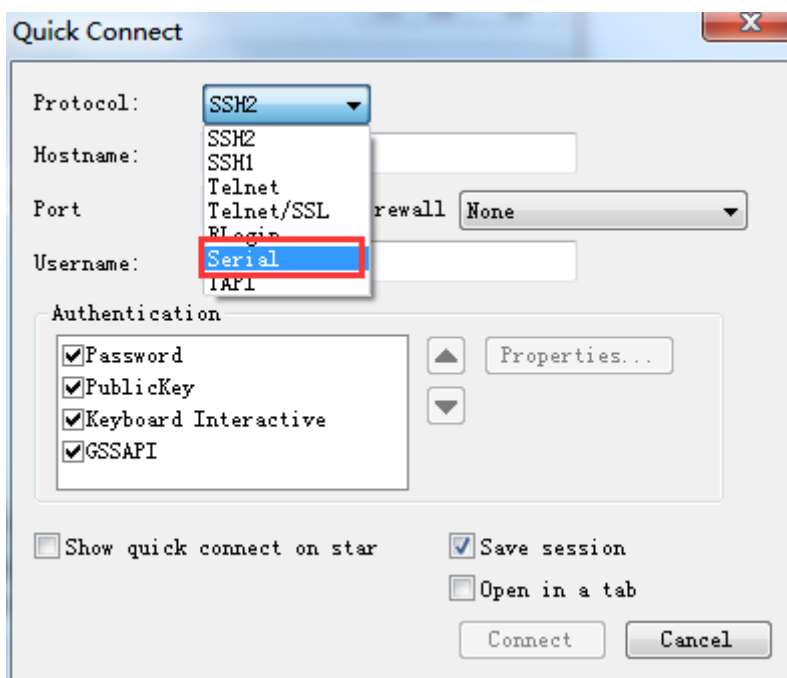 Quick Connect
Protocol: SSH2
SSH2
Hostname:
SSH1
Telnet
Port Telnet/SSL rewall None
RLogin
Username: Serial
TAPI
Authentication
Password Properties...
PublicKey
Keyboard Interactive
GSSAPI
Show quick connect on star Save session
Open in a tab
Connect Cancel